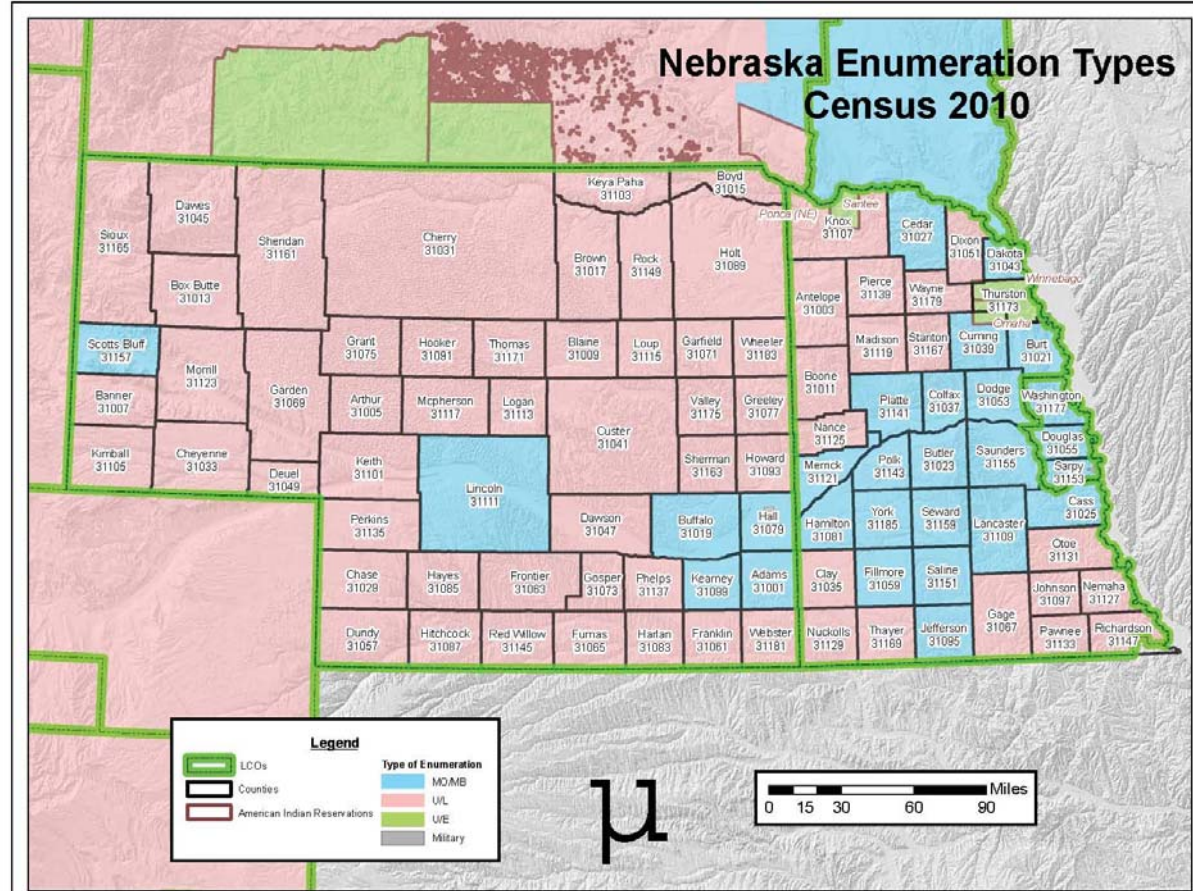 Nebraska Enumeration Types
Census 2010
Keya Paha
31103
Boyd
31015
Dawes
31045
Sioux
31165
Sheridan
31161
Cherry
31031
Brown
31017
Rock
31149
Holt
31089
Box Butte
31013
Ponca (NE)
Santee
Knox
31107
Cedar
31027
Dixon
31051
Dakota
31043
Winnebago
Antelope
31003
Pierce
31139
Wayne
31179
Thurston
31173
Omaha
Scotts Bluff
31157
Morrill
31123
Garden
31069
Grant
31075
Hooker
31091
Thomas
31171
Blaine
31009
Loup
31115
Garfield
31071
Wheeler
31183
Madison
31119
Stanton
31167
Cuming
31039
Burt
31021
Banner
31007
Arthur
31005
Mcpherson
31117
Logan
31113
Custer
31041
Valley
31175
Greeley
31077
Boone
31011
Platte
31141
Colfax
31037
Dodge
31053
Washington
31177
Kimball
31105
Cheyenne
31033
Deuel
31049
Keith
31101
Lincoln
31111
Sherman
31163
Howard
31093
Nance
31125
Merrick
31121
Polk
31143
Butler
31023
Saunders
31155
Douglas
31055
Sarpy
31153
Perkins
31135
Dawson
31047
Buffalo
31019
Hall
31079
Hamilton
31081
York
31185
Seward
31159
Lancaster
31109
Cass
31025
Otoe
31131
Chase
31029
Hayes
31085
Frontier
31063
Gosper
31073
Phelps
31137
Kearney
31099
Adams
31001
Clay
31035
Fillmore
31059
Saline
31151
Gage
31067
Johnson
31097
Nemaha
31127
Dundy
31057
Hitchcock
31087
Red Willow
31145
Furnas
31065
Harlan
31083
Franklin
31061
Webster
31181
Nuckolls
31129
Thayer
31169
Jefferson
31095
Pawnee
31133
Richardson
31147
Legend
LCOs
Counties
American Indian Reservations
Type of Enumeration
MO/MB
U/L
U/E
Military
µ
Miles
0 15 30 60 90